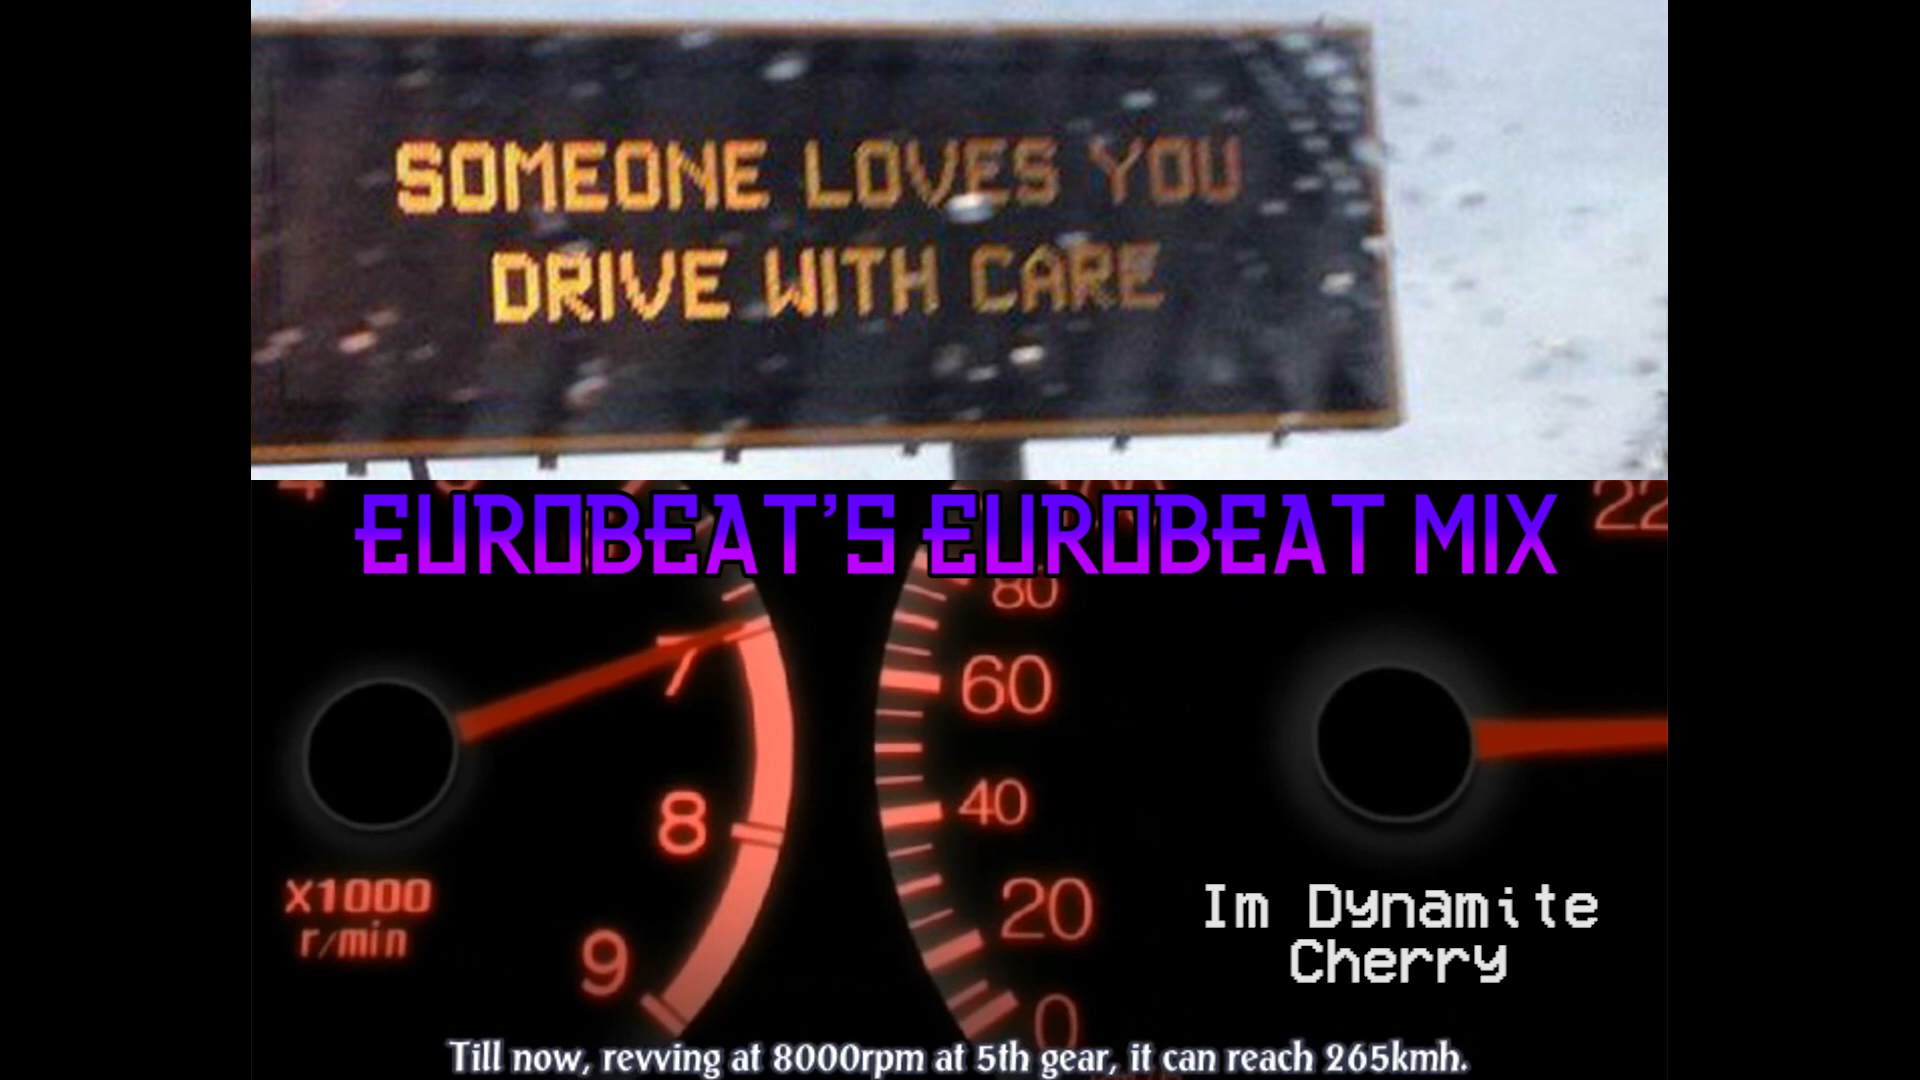 SOMEONE LOVES YOU
DRIVE WITH CARE
EUROBEAT'S EUROBEAT MIX
22
80
7
60
8
40
X1000
r/min
9
20
0
Im Dynamite
Cherry
Till now, revving at 8000rpm at 5th gear, it can reach 265kmh.